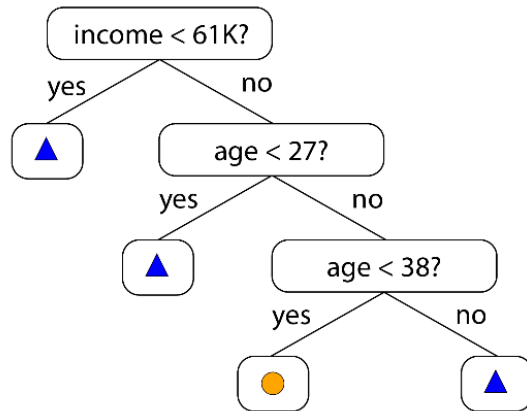 income < 61K?
yes
no
age < 27?
yes
no
age < 38?
yes
no